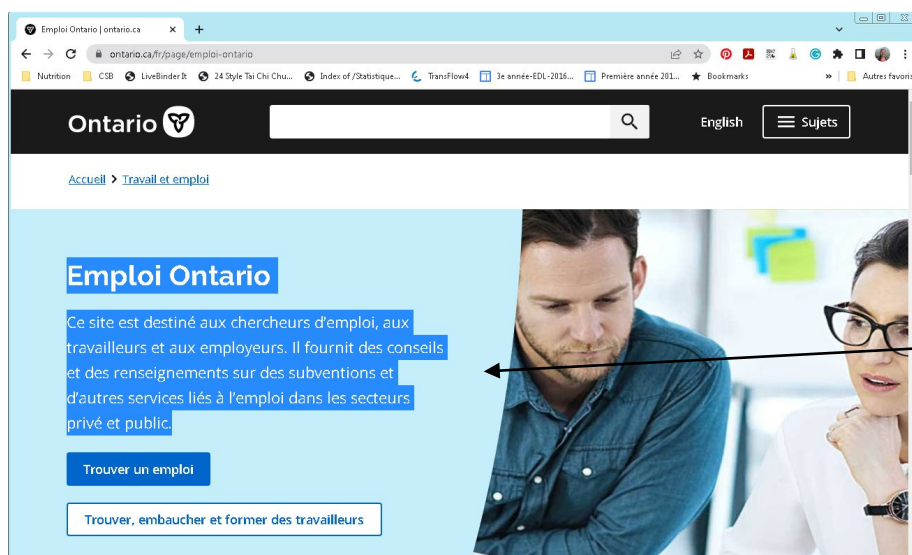 Emploi Ontario | ontario.ca
ontario.ca/fr/page/emploi-ontario
Nutrition CSB LiveBinder It 24 Style Tai Chi Chu... Index of /Statistique... TransFlow4 3e année-EDL-2016... Première année 201... Bookmarks » Autres favoris
Ontario English Sujets
Accueil > Travail et emploi
Emploi Ontario
Ce site est destiné aux chercheurs d'emploi, aux
travailleurs et aux employeurs. Il fournit des conseils
et des renseignements sur des subventions et
d'autres services liés à l'emploi dans les secteurs
privé et public.
Trouver un emploi
Trouver, embaucher et former des travailleurs